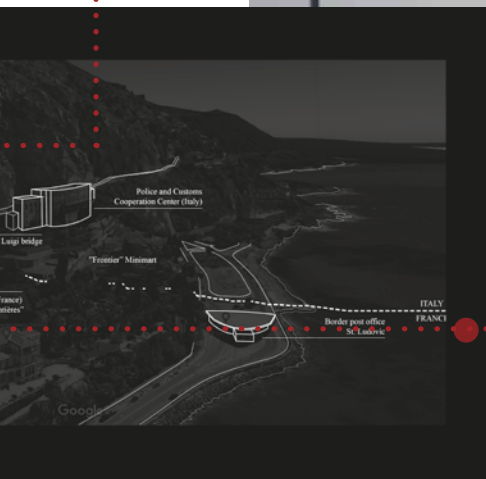 Police and Customs
Cooperation Center (Italy)
Luigi bridge
"Frontier" Minimart
rance)
tières"
ITALY
FRANC
Border post office
St. Ludovic
Google